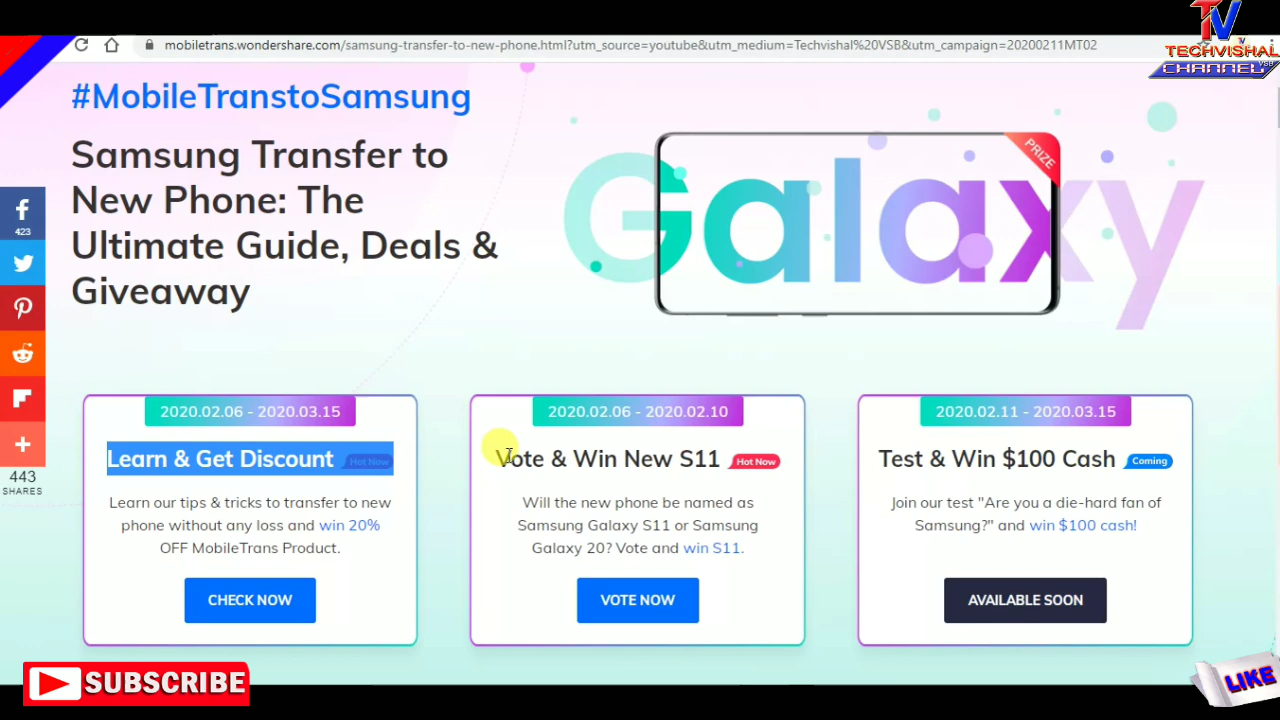 mobiletrans.wondershare.com/samsung-transfer-to-new-phone.html?utm_source=youtube&utm_medium=Techvishal%20VSB&utm_campaign=20200211MT02
TV
V
TECHVISHAL
CHANNEL VSB
#MobileTranstoSamsung
Samsung Transfer to
New Phone: The
Ultimate Guide, Deals &
Giveaway
Galaxy
PRIZE
423
443
SHARES
2020.02.06 - 2020.03.15
Learn & Get Discount Hot Now
Learn our tips & tricks to transfer to new
phone without any loss and win 20%
OFF MobileTrans Product.
CHECK NOW
2020.02.06 - 2020.02.10
Vote & Win New S11 Hot Now
Will the new phone be named as
Samsung Galaxy S11 or Samsung
Galaxy 20? Vote and win S11.
VOTE NOW
2020.02.11 - 2020.03.15
Test & Win $100 Cash Coming
Join our test "Are you a die-hard fan of
Samsung?" and win $100 cash!
AVAILABLE SOON
SUBSCRIBE
LIKE